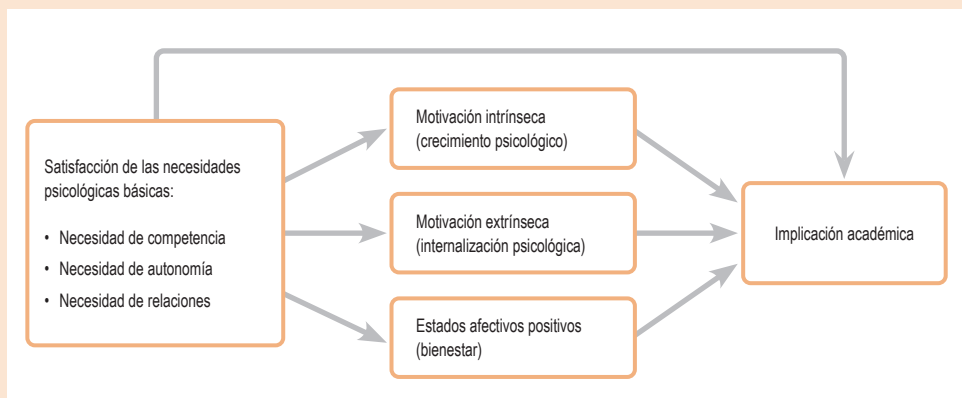 Satisfacción de las necesidades
psicológicas básicas:
• Necesidad de competencia
• Necesidad de autonomía
• Necesidad de relaciones
Motivación intrínseca
(crecimiento psicológico)
Motivación extrínseca
(internalización psicológica)
Estados afectivos positivos
(bienestar)
Implicación académica